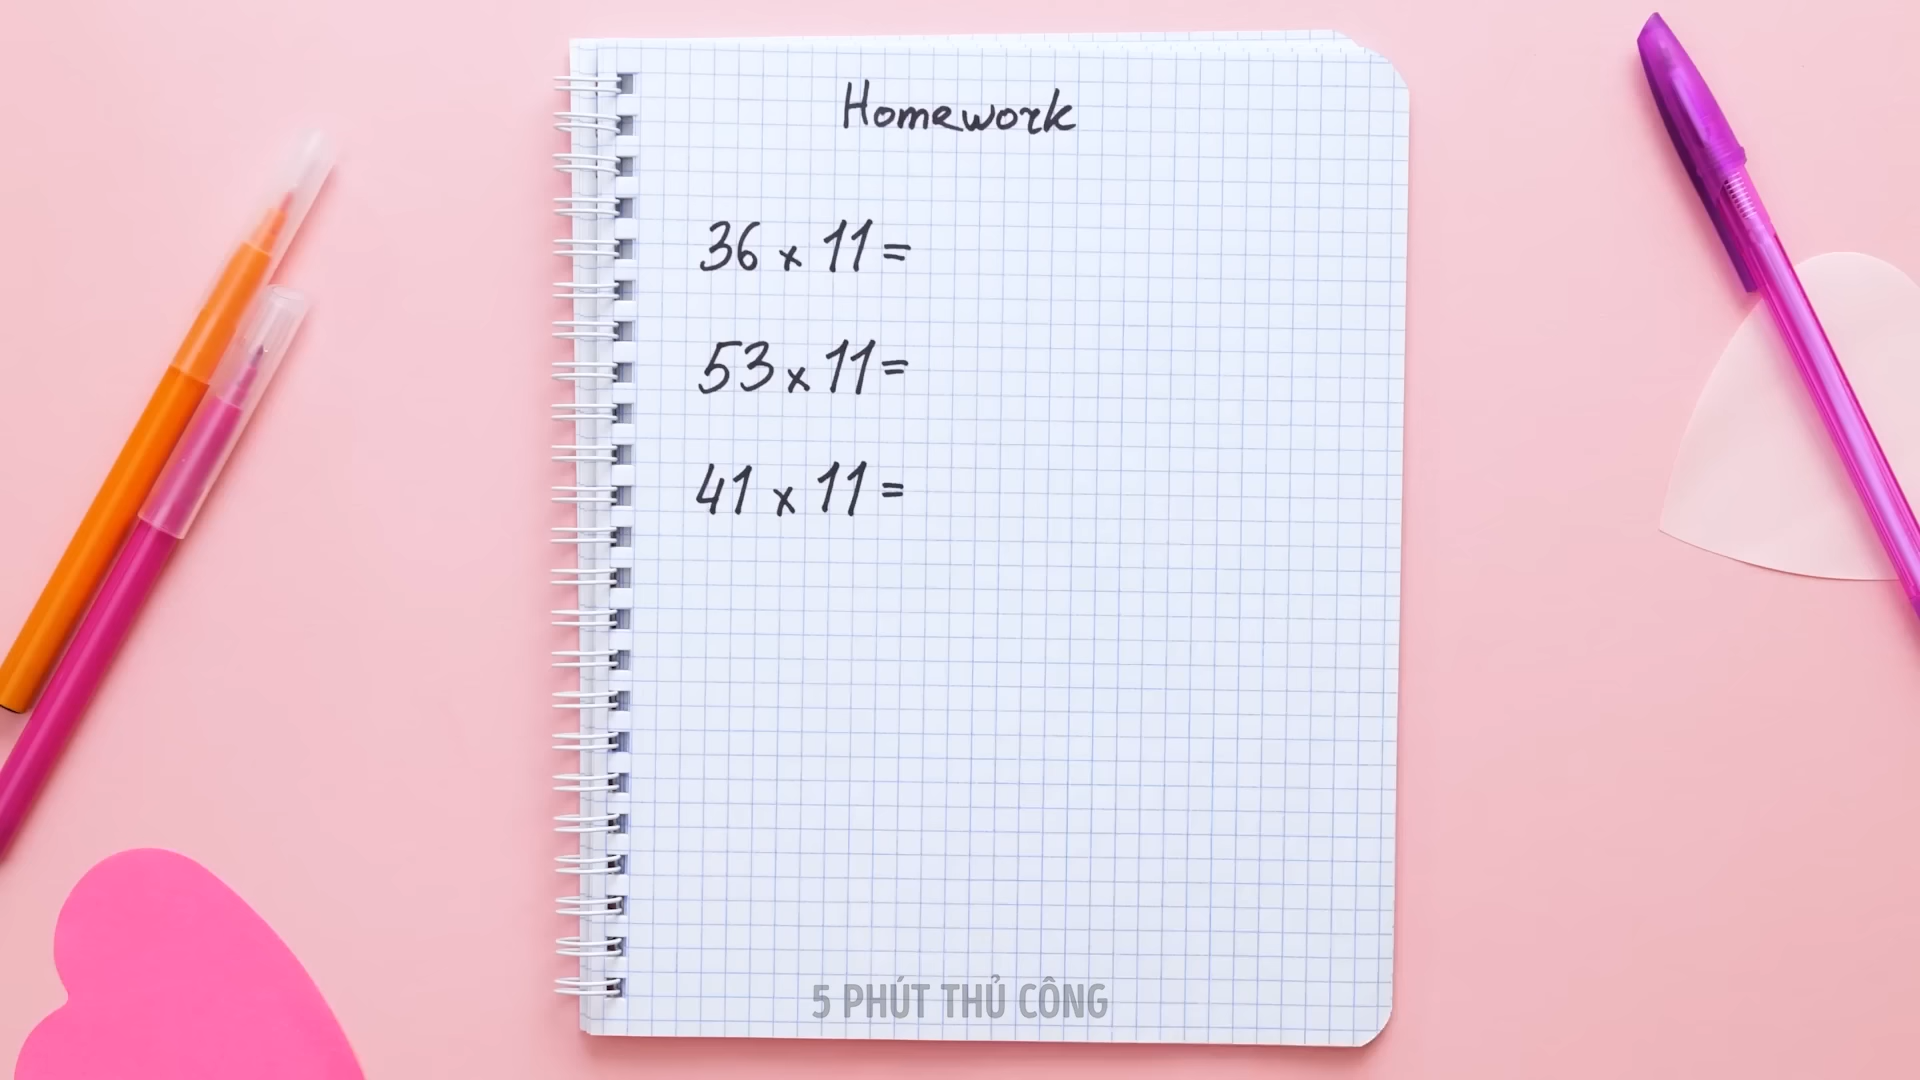 Homework
36 x 11 =
53 x 11 =
41 x 11 =
5 PHÚT THỦ CÔNG